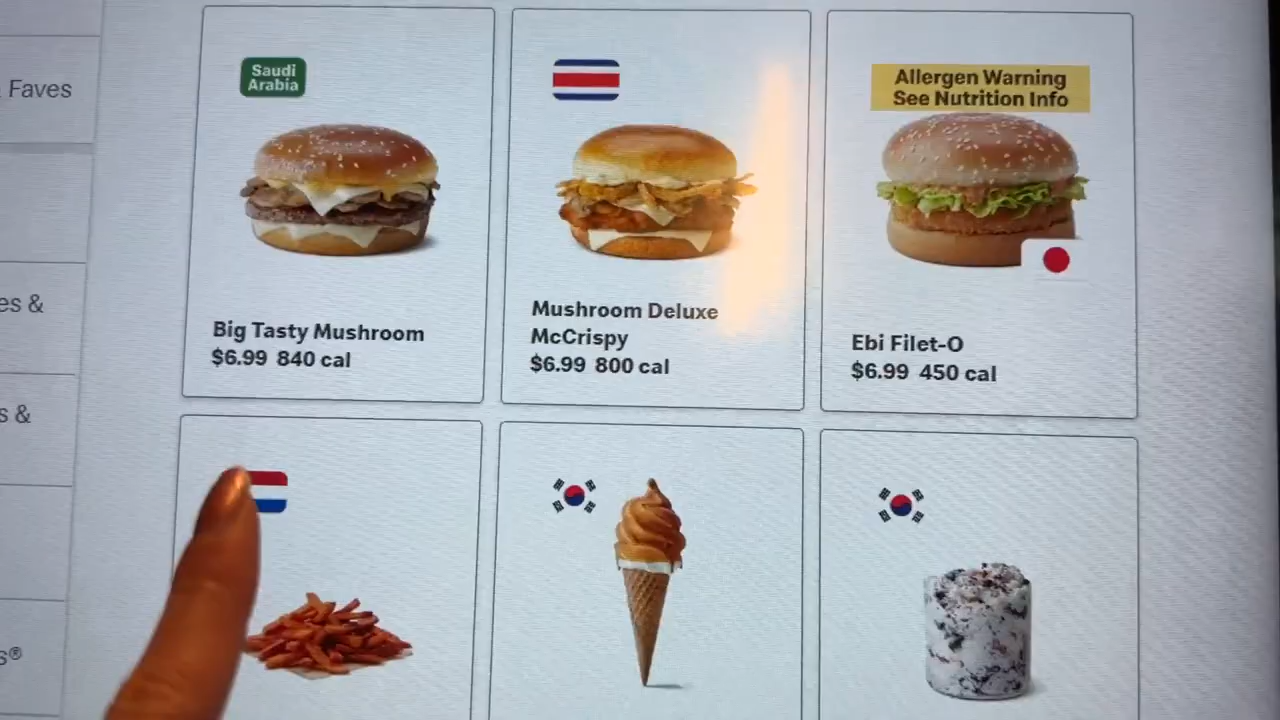 Faves
es &
s &
s®
Saudi
Arabia
Big Tasty Mushroom
$6.99 840 cal
Mushroom Deluxe
McCrispy
$6.99 800 cal
Allergen Warning
See Nutrition Info
Ebi Filet-O
$6.99 450 cal